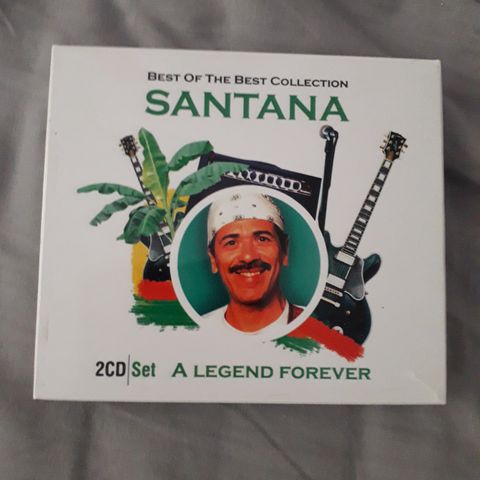 BEST OF THE BEST COLLECTION
SANTANA
2CD Set A LEGEND FOREVER